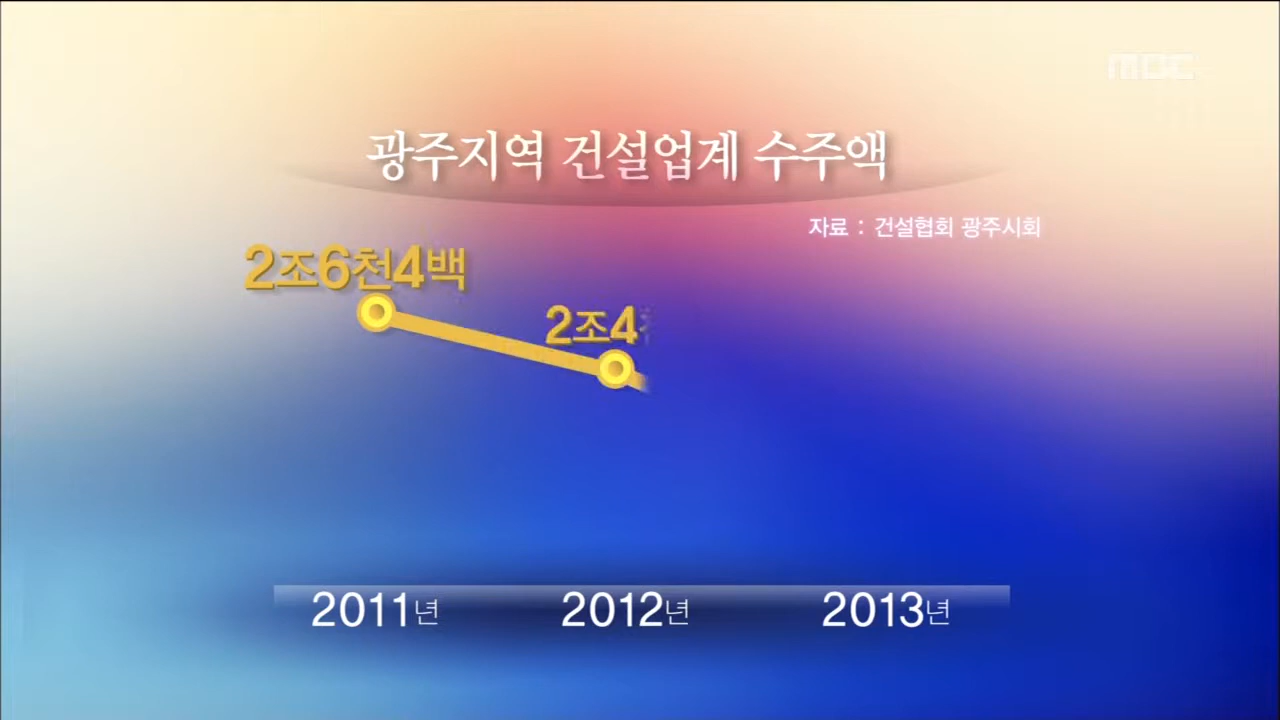 MBC
광주지역 건설업계 수주액
자료 : 건설협회 광주시회
2조6천4백
2조4
2011년 2012년 2013년